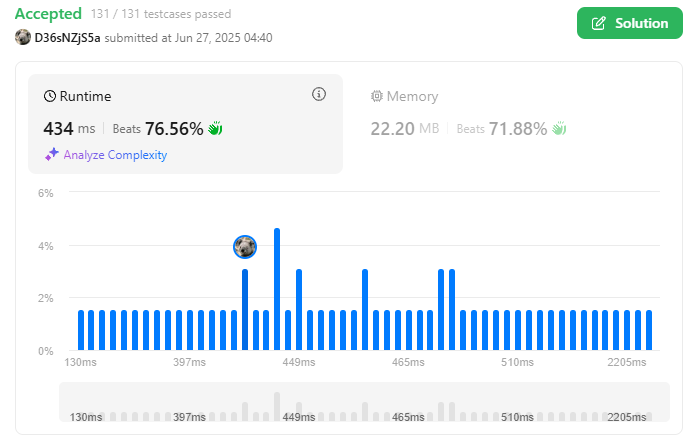 Accepted 131 / 131 testcases passed
D36sNZjS5a submitted at Jun 27, 2025 04:40
Solution
Runtime
434 ms Beats 76.56%
Analyze Complexity
Memory
22.20 MB Beats 71.88%
6%
4%
2%
0%
130ms 397ms 449ms 465ms 510ms 2205ms
130ms 397ms 449ms 465ms 510ms 2205ms